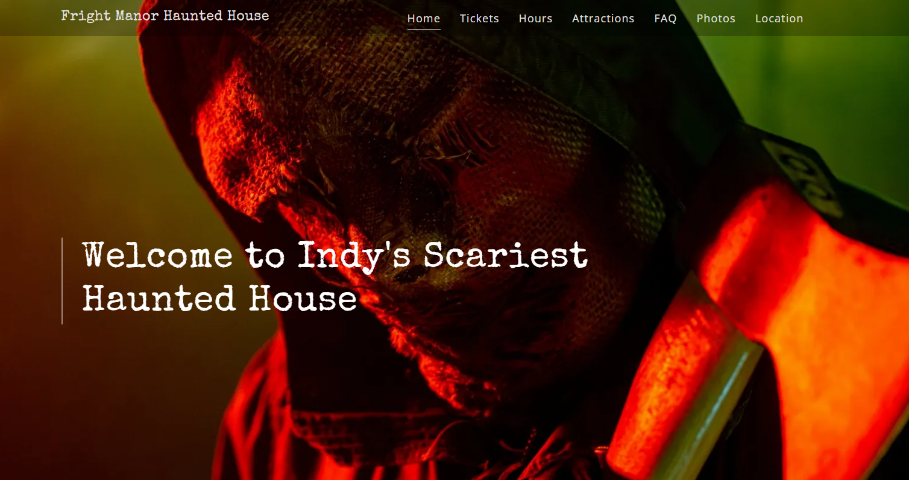 Fright Manor Haunted House
Home Tickets Hours Attractions FAQ Photos Location
Welcome to Indy's Scariest
Haunted House